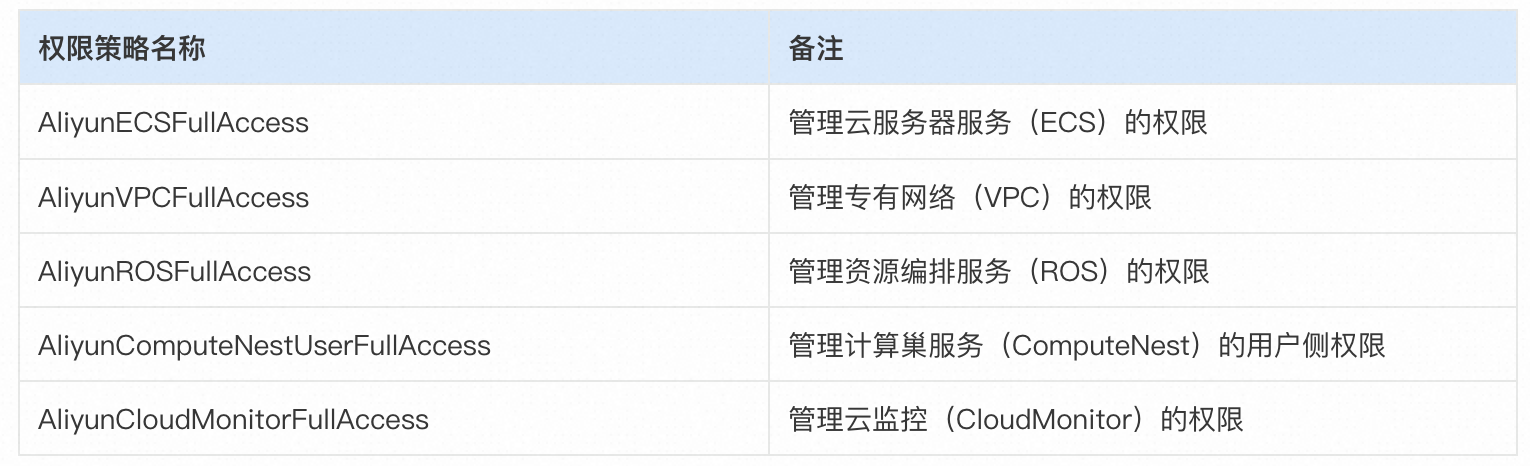 权限策略名称 备注
AliyunECSFullAccess 管理云服务器服务（ECS）的权限
AliyunVPCFullAccess 管理专有网络（VPC）的权限
AliyunROSFullAccess 管理资源编排服务（ROS）的权限
AliyunComputeNestUserFullAccess 管理计算巢服务（ComputeNest）的用户侧权限
AliyunCloudMonitorFullAccess 管理云监控（CloudMonitor）的权限